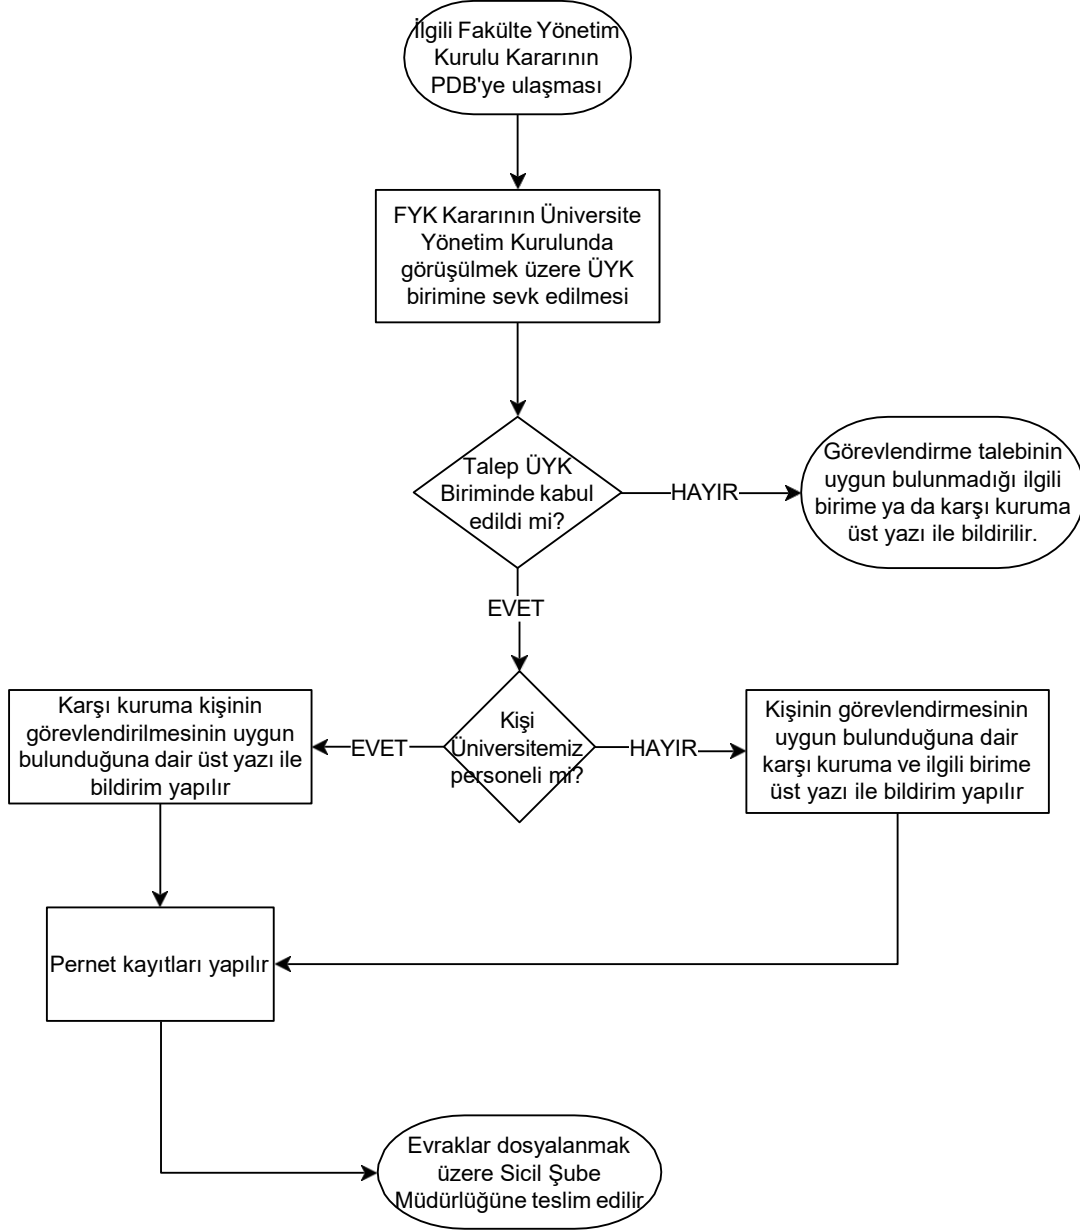 İlgili Fakülte Yönetim
Kurulu Kararının
PDB'ye ulaşması
FYK Kararının Üniversite
Yönetim Kurulunda
görüşülmek üzere ÜYK
birimine sevk edilmesi
Talep ÜYK
Biriminde kabul
edildi mi?
HAYIR
Görevlendirme talebinin
uygun bulunmadığı ilgili
birime ya da karşı kuruma
üst yazı ile bildirilir.
EVET
Kişi
Üniversitemiz
personeli mi?
EVET
Karşı kuruma kişinin
görevlendirilmesinin uygun
bulunduğuna dair üst yazı ile
bildirim yapılır
HAYIR
Kişinin görevlendirmesinin
uygun bulunduğuna dair
karşı kuruma ve ilgili birime
üst yazı ile bildirim yapılır
Pernet kayıtları yapılır
Evraklar dosyalanmak
üzere Sicil Şube
Müdürlüğüne teslim edilir